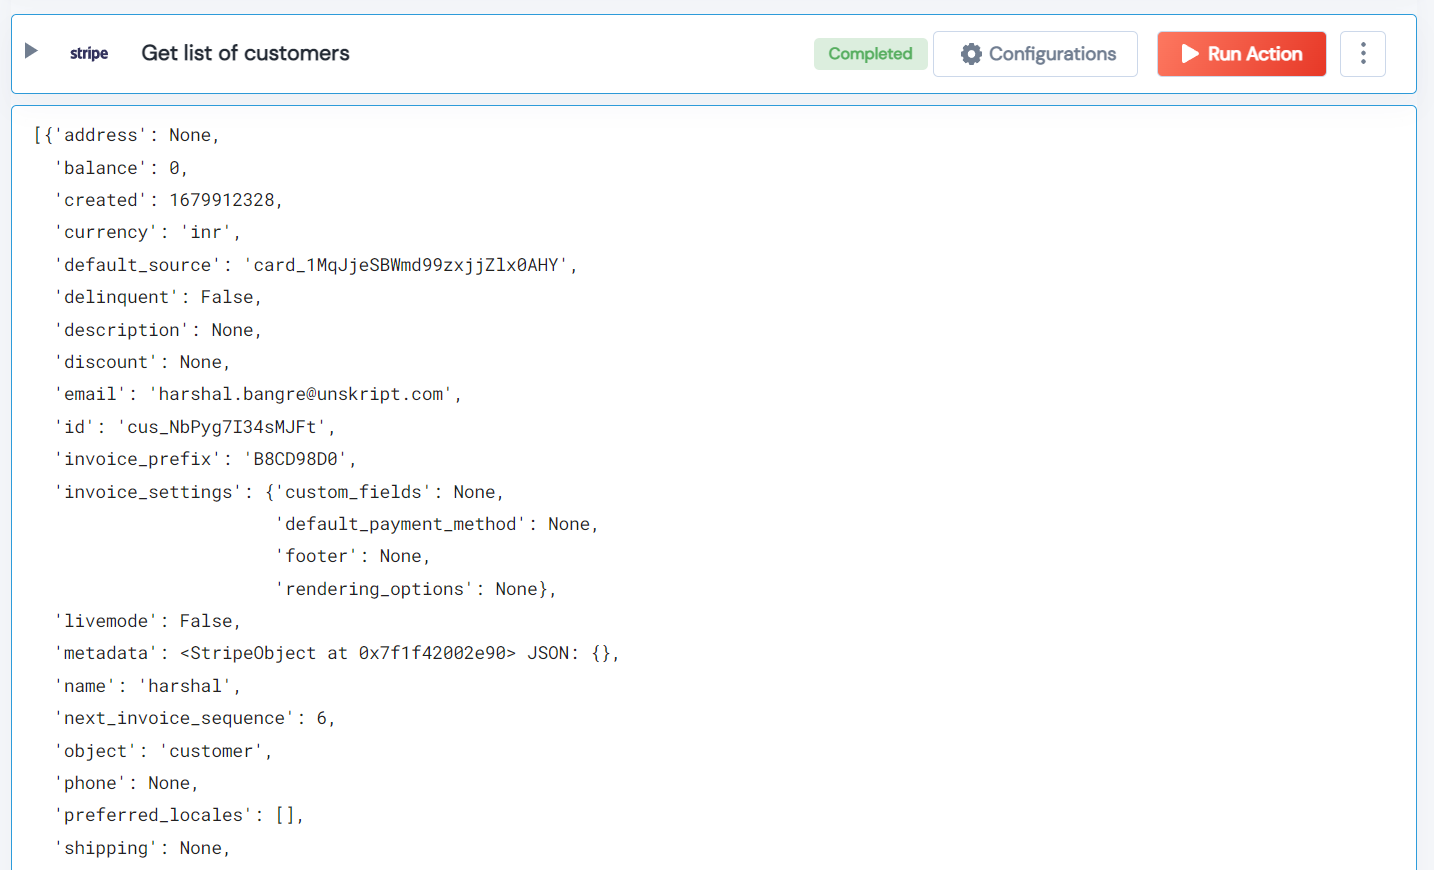 stripe Get list of customers Completed Configurations Run Action
[{'address': None,
'balance': 0,
'created': 1679912328,
'currency': 'inr',
'default_source': 'card_1MqJjeSBWmd99zxjjZlx0AHY',
'delinquent': False,
'description': None,
'discount': None,
'email': 'harshal.bangre@unskript.com',
'id': 'cus_NbPyg7I34sMJFt',
'invoice_prefix': 'B8CD98D0',
'invoice_settings': {'custom_fields': None,
'default_payment_method': None,
'footer': None,
'rendering_options': None},
'livemode': False,
'metadata': <StripeObject at 0x7f1f42002e90> JSON: {},
'name': 'harshal',
'next_invoice_sequence': 6,
'object': 'customer',
'phone': None,
'preferred_locales': [],
'shipping': None,